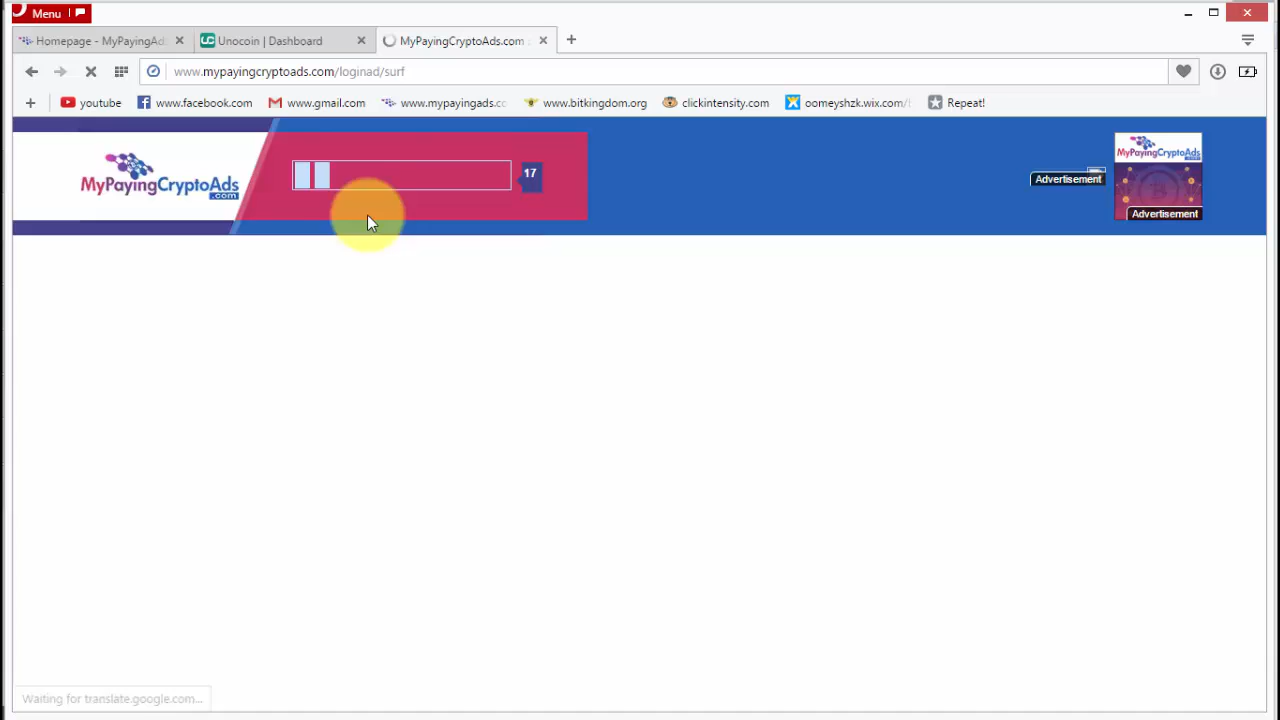 Menu
Homepage - MyPayingAd
Unocoin | Dashboard
MyPayingCryptoAds.com
www.mypayingcryptoads.com/loginad/surf
youtube
www.facebook.com
www.gmail.com
www.mypayingads.co
www.bitkingdom.org
clickintensity.com
oomeyshzk.wix.com/
Repeat!
MyPayingCryptoAds
.com
17
Advertisement
MyPayingCryptoAds
.com
Advertisement
Waiting for translate.google.com...